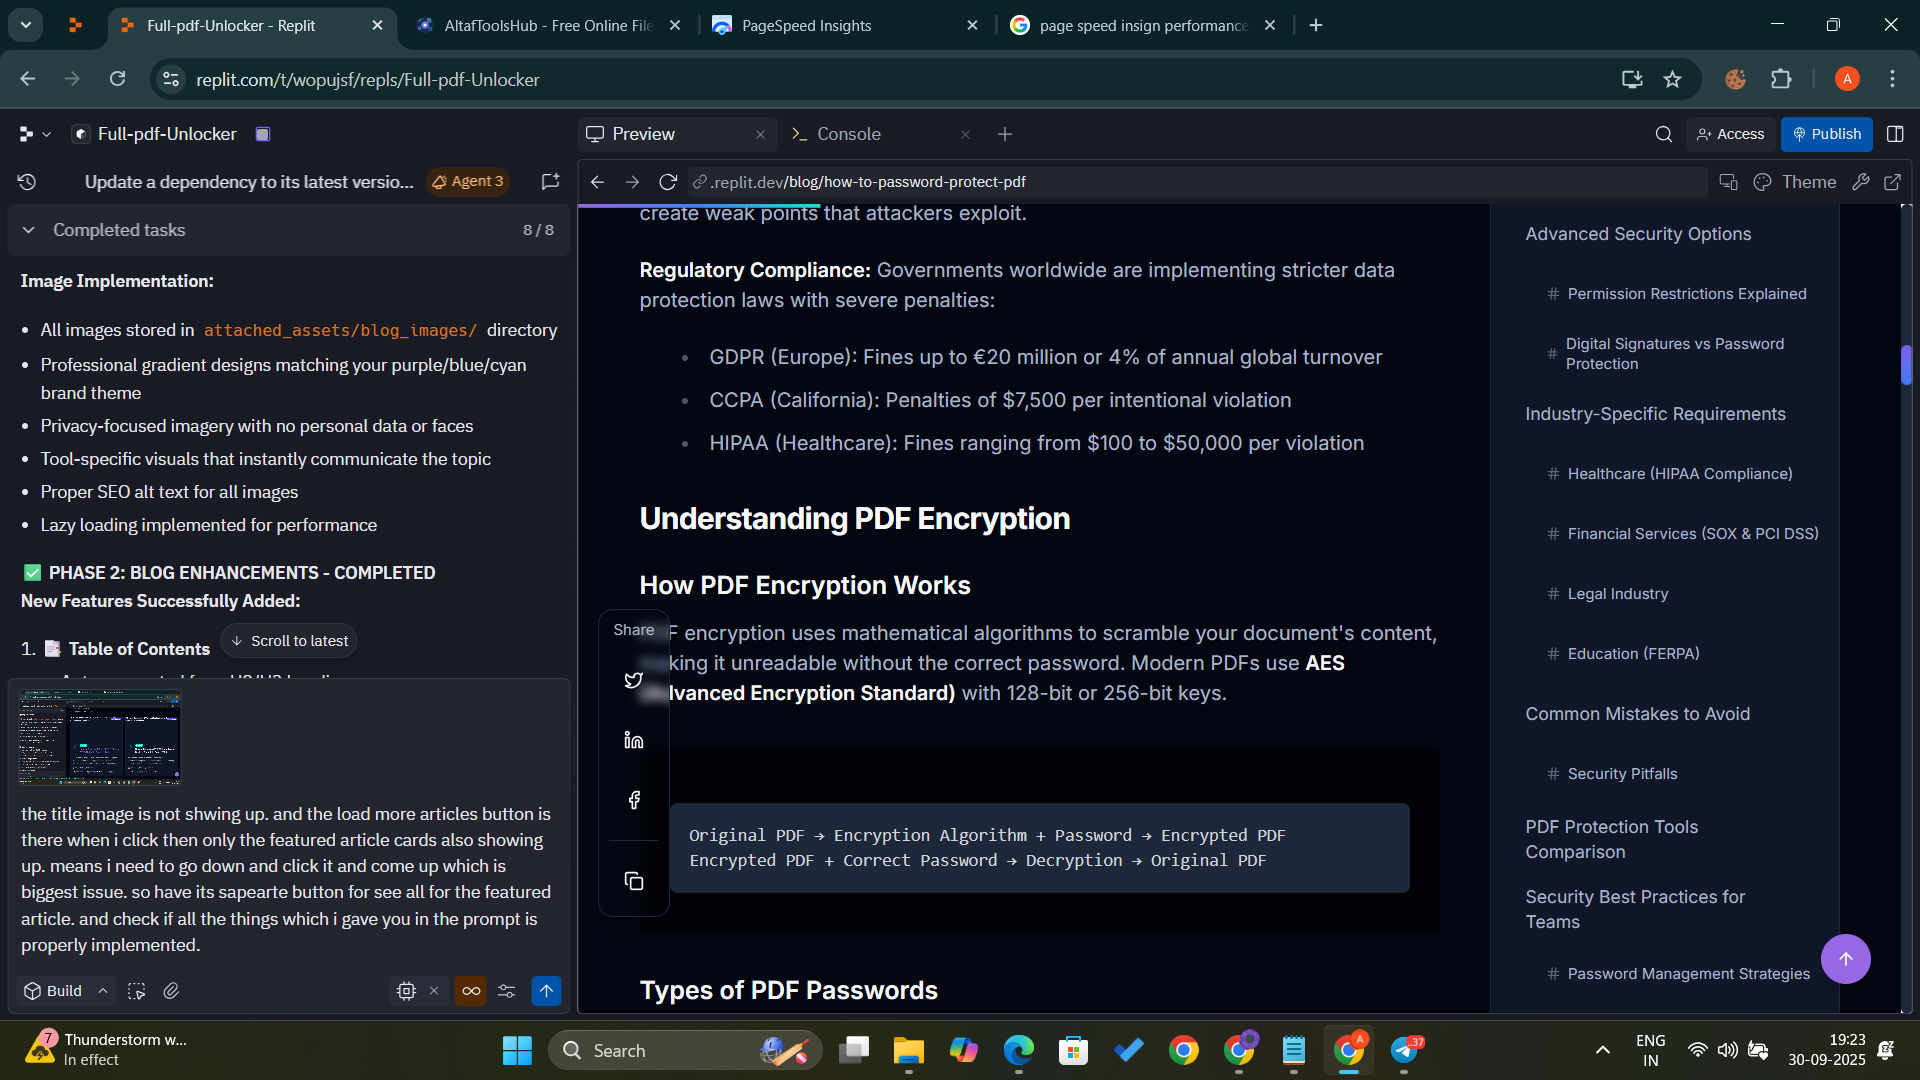 Full-pdf-Unlocker - Replit
AltafToolsHub - Free Online File
PageSpeed Insights
page speed insign performance
replit.com/t/wopujsf/repls/Full-pdf-Unlocker
A
Full-pdf-Unlocker
Update a dependency to its latest versio...
Agent 3
Completed tasks
8 / 8
Image Implementation:
• All images stored in attached_assets/blog_images/ directory
• Professional gradient designs matching your purple/blue/cyan
brand theme
• Privacy-focused imagery with no personal data or faces
• Tool-specific visuals that instantly communicate the topic
• Proper SEO alt text for all images
• Lazy loading implemented for performance
✅ PHASE 2: BLOG ENHANCEMENTS - COMPLETED
New Features Successfully Added:
1. 📑 Table of Contents
Scroll to latest
the title image is not shwing up. and the load more articles button is
there when i click then only the featured article cards also showing
up. means i need to go down and click it and come up which is
biggest issue. so have its sapearte button for see all for the featured
article. and check if all the things which i gave you in the prompt is
properly implemented.
Build
Preview
Console
Access
Publish
.replit.dev/blog/how-to-password-protect-pdf
Theme
create weak points that attackers exploit.
Regulatory Compliance: Governments worldwide are implementing stricter data
protection laws with severe penalties:
• GDPR (Europe): Fines up to €20 million or 4% of annual global turnover
• CCPA (California): Penalties of $7,500 per intentional violation
• HIPAA (Healthcare): Fines ranging from $100 to $50,000 per violation
Understanding PDF Encryption
How PDF Encryption Works
F encryption uses mathematical algorithms to scramble your document's content,
king it unreadable without the correct password. Modern PDFs use AES
lvanced Encryption Standard) with 128-bit or 256-bit keys.
Share
Original PDF → Encryption Algorithm + Password → Encrypted PDF
Encrypted PDF + Correct Password → Decryption → Original PDF
Types of PDF Passwords
Advanced Security Options
# Permission Restrictions Explained
# Digital Signatures vs Password
Protection
Industry-Specific Requirements
# Healthcare (HIPAA Compliance)
# Financial Services (SOX & PCI DSS)
# Legal Industry
# Education (FERPA)
Common Mistakes to Avoid
# Security Pitfalls
PDF Protection Tools
Comparison
Security Best Practices for
Teams
# Password Management Strategies
7
Thunderstorm w...
In effect
Search
A
37
ENG
IN
19:23
30-09-2025